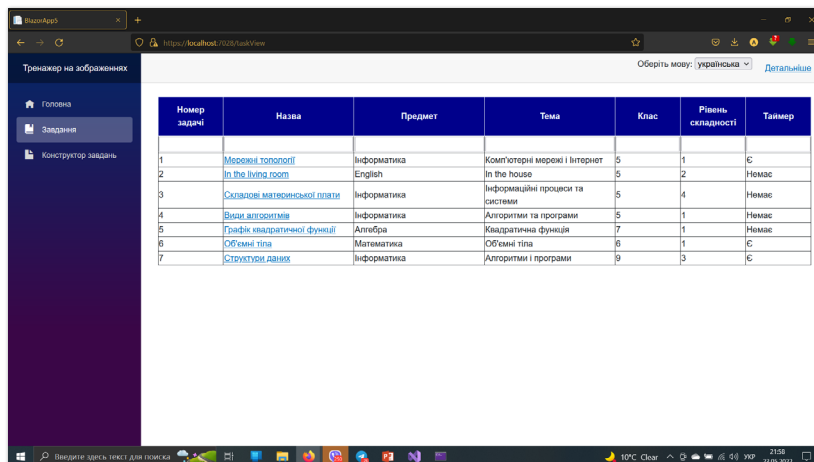 BlazorApp5
https://localhost:7028/taskView
Тренажер на зображеннях
Оберіть мову: українська
Детальніше
Головна
Завдання
Конструктор завдань
Номер задачі Назва Предмет Тема Клас Рівень складності Таймер
1 Мережні топології Інформатика Комп'ютерні мережі і Інтернет 5 1 Є
2 In the living room English In the house 5 2 Немає
3 Складові материнської плати Інформатика Інформаційні процеси та системи 5 4 Немає
4 Види алгоритмів Інформатика Алгоритми та програми 5 1 Немає
5 Графік квадратичної функції Алгебра Квадратична функція 7 1 Немає
6 Об'ємні тіла Математика Об'ємні тіла 6 1 Є
7 Структури даних Інформатика Алгоритми і програми 9 3 Є
Введите здесь текст для поиска
10°C Clear
УКР
21:58